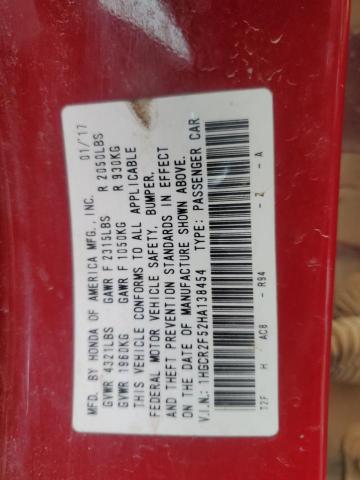 MFD. BY HONDA OF AMERICA MFG., INC. 01/17
GVWR 4321LBS GAWR F 2315LBS R 2050LBS
GVWR 1960KG GAWR F 1050KG R 930KG
THIS VEHICLE CONFORMS TO ALL APPLICABLE
FEDERAL MOTOR VEHICLE SAFETY, BUMPER,
AND THEFT PREVENTION STANDARDS IN EFFECT
ON THE DATE OF MANUFACTURE SHOWN ABOVE.
V.I.N.: 1HGCR2F52HA138454 TYPE: PASSENGER CAR
T2F H AC8 - R94 - Z - A